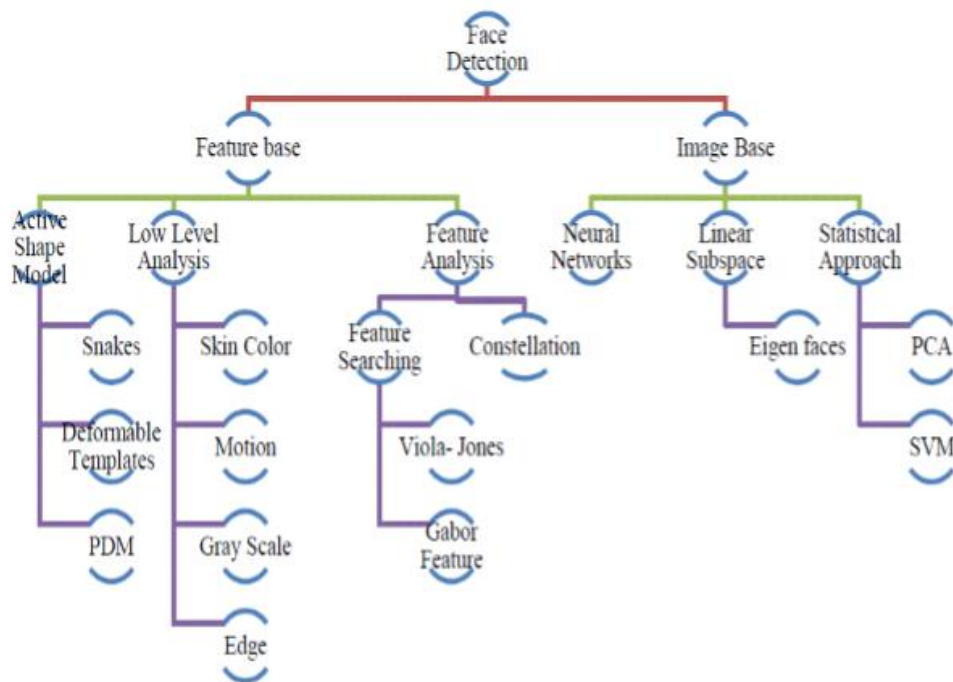 Face
Detection
Feature base
Image Base
Active
Shape
Model
Low Level
Analysis
Feature
Analysis
Neural
Networks
Linear
Subspace
Statistical
Approach
Snakes
Skin Color
Feature
Searching
Constellation
Eigen faces
PCA
Deformable
Templates
Motion
Viola- Jones
SVM
PDM
Gray Scale
Gabor
Feature
Edge